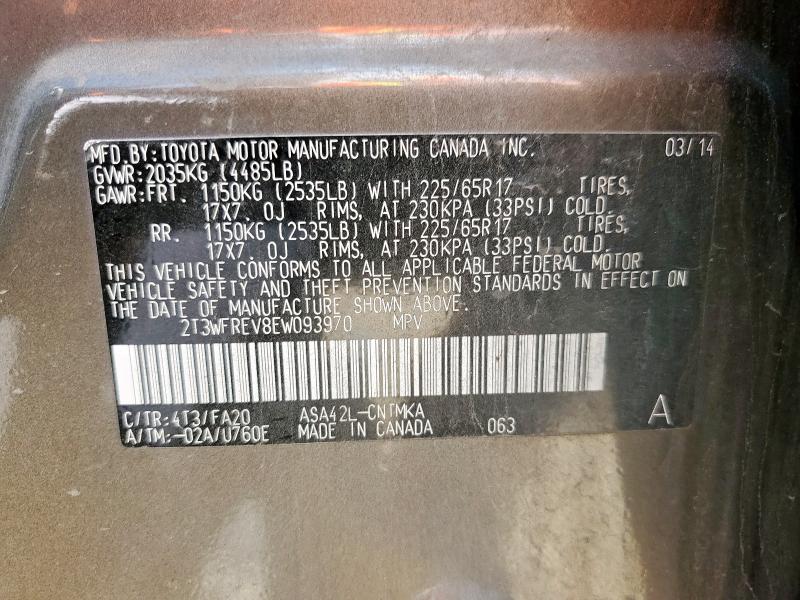 MFD.BY:TOYOTA MOTOR MANUFACTURING CANADA INC. 03/14
GVWR:2035KG (4485LB)
GAWR:FRT. 1150KG (2535LB) WITH 225/65R17 TIRES,
17X7.0J RIMS, AT 230KPA (33PSI) COLD.
RR. 1150KG (2535LB) WITH 225/65R17 TIRES,
17X7.0J RIMS, AT 230KPA (33PSI) COLD.
THIS VEHICLE CONFORMS TO ALL APPLICABLE FEDERAL MOTOR
VEHICLE SAFETY AND THEFT PREVENTION STANDARDS IN EFFECT ON
THE DATE OF MANUFACTURE SHOWN ABOVE.
2T3WFREV8EW093970 MPV
C/TR:4T3/FA20 ASA42L-CNTMKA A
A/TM:-02A/U760E MADE IN CANADA 063